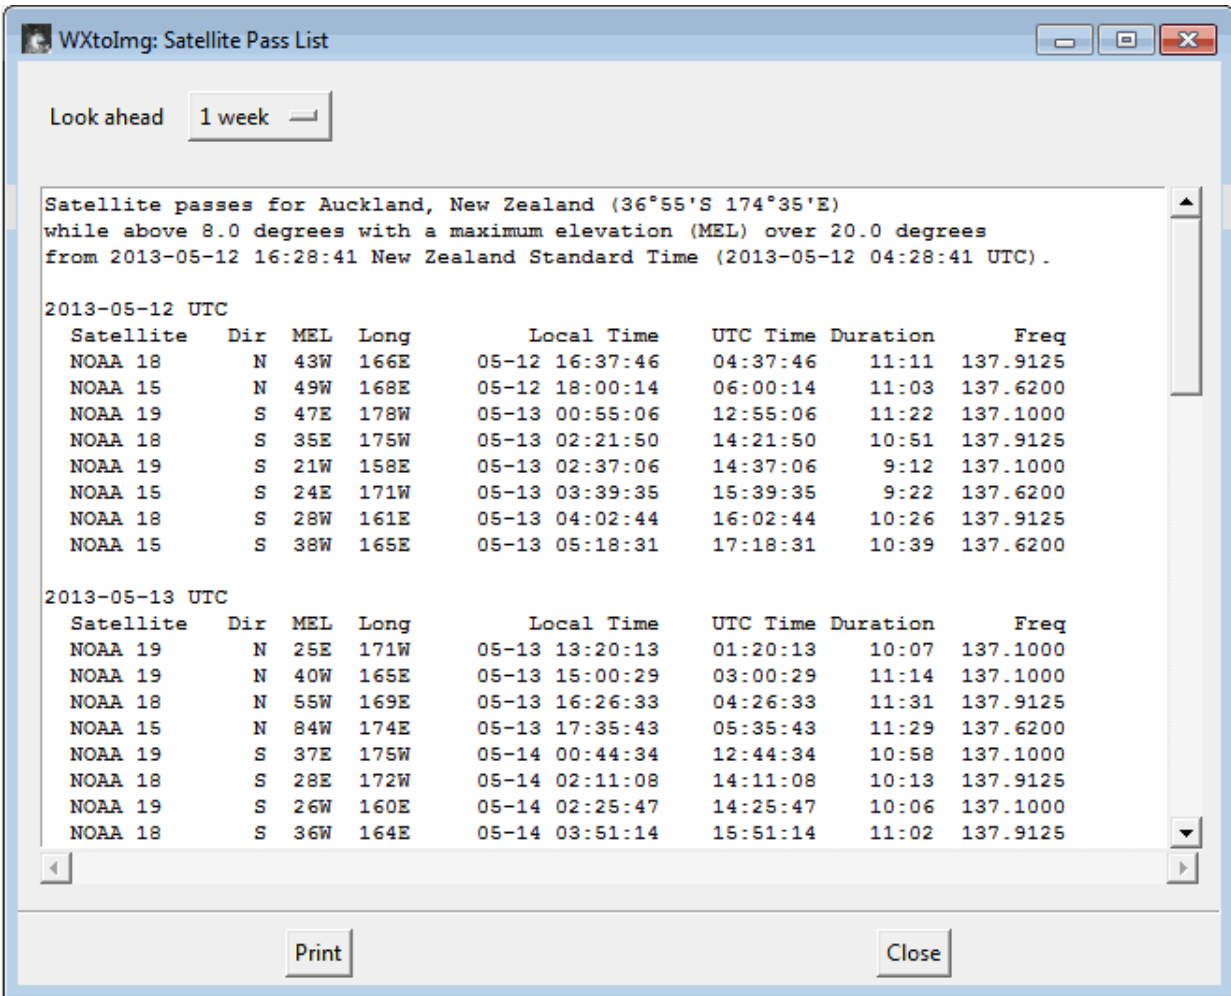 WXtoImg: Satellite Pass List
Look ahead 1 week
Satellite passes for Auckland, New Zealand (36°55'S 174°35'E)
while above 8.0 degrees with a maximum elevation (MEL) over 20.0 degrees
from 2013-05-12 16:28:41 New Zealand Standard Time (2013-05-12 04:28:41 UTC).
2013-05-12 UTC
Satellite Dir MEL Long Local Time UTC Time Duration Freq
NOAA 18 N 43W 166E 05-12 16:37:46 04:37:46 11:11 137.9125
NOAA 15 N 49W 168E 05-12 18:00:14 06:00:14 11:03 137.6200
NOAA 19 S 47E 178W 05-13 00:55:06 12:55:06 11:22 137.1000
NOAA 18 S 35E 175W 05-13 02:21:50 14:21:50 10:51 137.9125
NOAA 19 S 21W 158E 05-13 02:37:06 14:37:06 9:12 137.1000
NOAA 15 S 24E 171W 05-13 03:39:35 15:39:35 9:22 137.6200
NOAA 18 S 28W 161E 05-13 04:02:44 16:02:44 10:26 137.9125
NOAA 15 S 38W 165E 05-13 05:18:31 17:18:31 10:39 137.6200
2013-05-13 UTC
Satellite Dir MEL Long Local Time UTC Time Duration Freq
NOAA 19 N 25E 171W 05-13 13:20:13 01:20:13 10:07 137.1000
NOAA 19 N 40W 165E 05-13 15:00:29 03:00:29 11:14 137.1000
NOAA 18 N 55W 169E 05-13 16:26:33 04:26:33 11:31 137.9125
NOAA 15 N 84W 174E 05-13 17:35:43 05:35:43 11:29 137.6200
NOAA 19 S 37E 175W 05-14 00:44:34 12:44:34 10:58 137.1000
NOAA 18 S 28E 172W 05-14 02:11:08 14:11:08 10:13 137.9125
NOAA 19 S 26W 160E 05-14 02:25:47 14:25:47 10:06 137.1000
NOAA 18 S 36W 164E 05-14 03:51:14 15:51:14 11:02 137.9125
Print Close